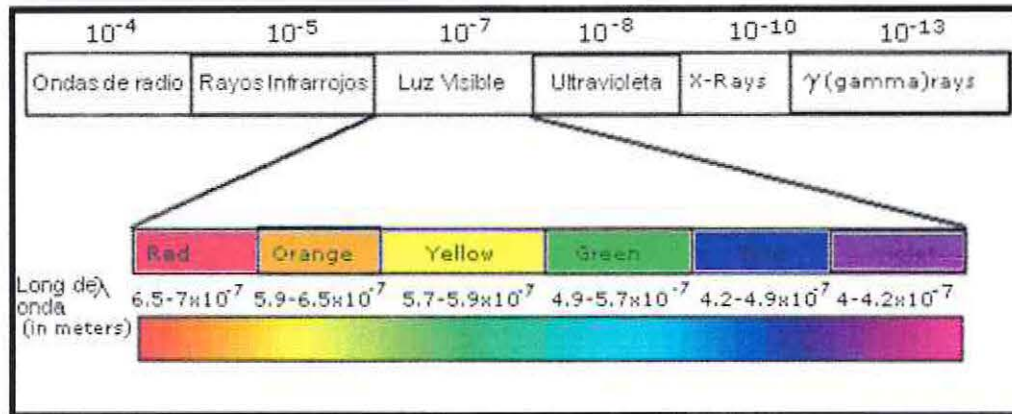 10⁻⁴ 10⁻⁵ 10⁻⁷ 10⁻⁸ 10⁻¹⁰ 10⁻¹³
Ondas de radio Rayos Infrarrojos Luz Visible Ultravioleta X-Rays γ(gamma)rays
Red Orange Yellow Green Violet
Long de λ
6.5-7x10⁻⁷ 5.9-6.5x10⁻⁷ 5.7-5.9x10⁻⁷ 4.9-5.7x10⁻⁷ 4.2-4.9x10⁻⁷ 4-4.2x10⁻⁷
onda
(in meters)